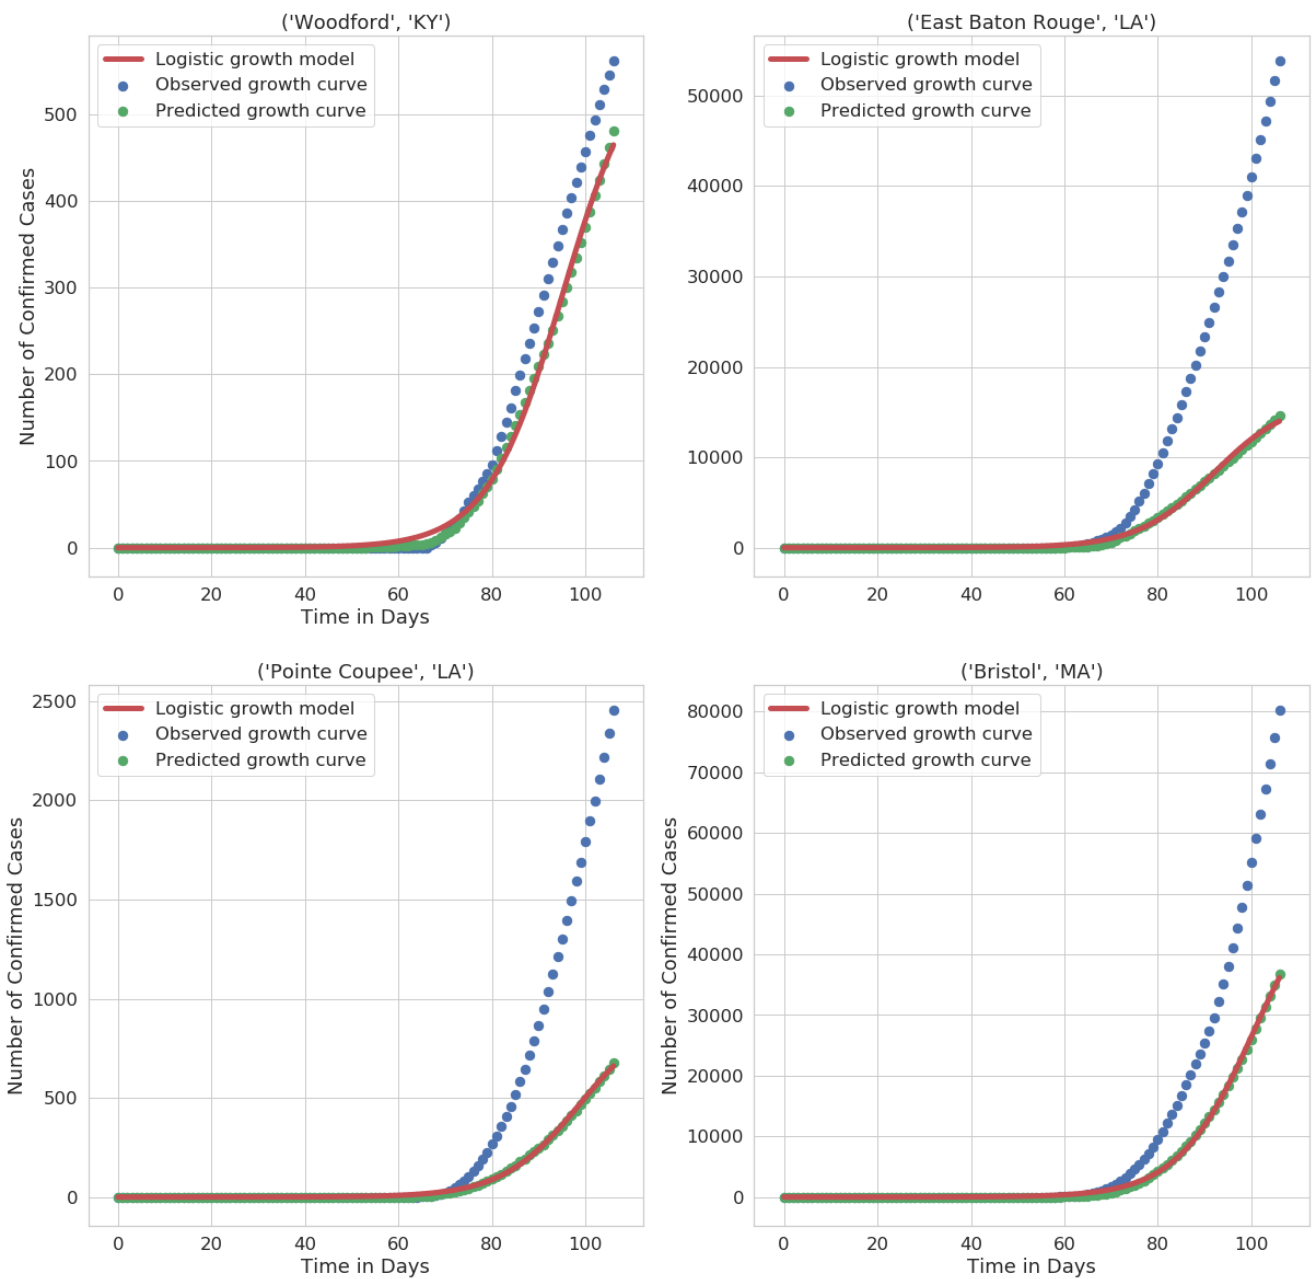 ('Woodford', 'KY')
Logistic growth model
Observed growth curve
Predicted growth curve
Number of Confirmed Cases
500
400
300
200
100
0
0 20 40 60 80 100
Time in Days
('East Baton Rouge', 'LA')
Logistic growth model
Observed growth curve
Predicted growth curve
50000
40000
30000
20000
10000
0
0 20 40 60 80 100
('Pointe Coupee', 'LA')
Logistic growth model
Observed growth curve
Predicted growth curve
Number of Confirmed Cases
2500
2000
1500
1000
500
0
0 20 40 60 80 100
Time in Days
('Bristol', 'MA')
Logistic growth model
Observed growth curve
Predicted growth curve
Number of Confirmed Cases
80000
70000
60000
50000
40000
30000
20000
10000
0
0 20 40 60 80 100
Time in Days